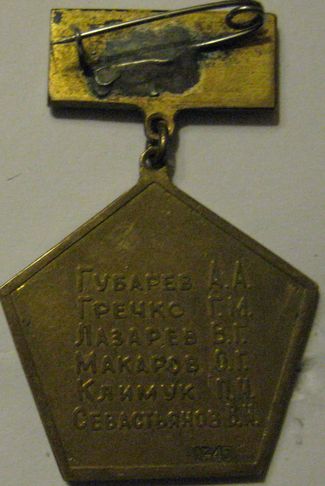 ГУБАРЕВ А.А.
ГРЕЧКО Г.М.
ЛАЗАРЕВ В.Г.
МАКАРОВ О.Г.
КЛИМУК П.И.
СЕВАСТЬЯНОВ В.И.